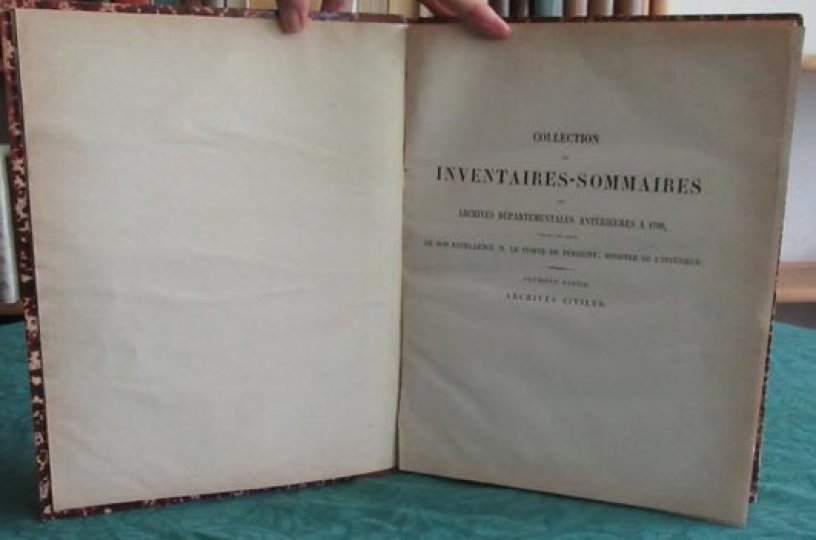 COLLECTION
INVENTAIRES-SOMMAIRES
ARCHIVES DÉPARTEMENTALES ANTÉRIEURES A 1790,
DE SON EXCELLENCE M. LE COMTE DE PERSIGNY, MINISTRE DE L'INTÉRIEUR.
PREMIÈRE PARTIE.
ARCHIVES CIVILES.